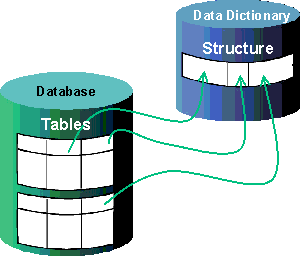 Data Dictionary
Structure
Database
Tables